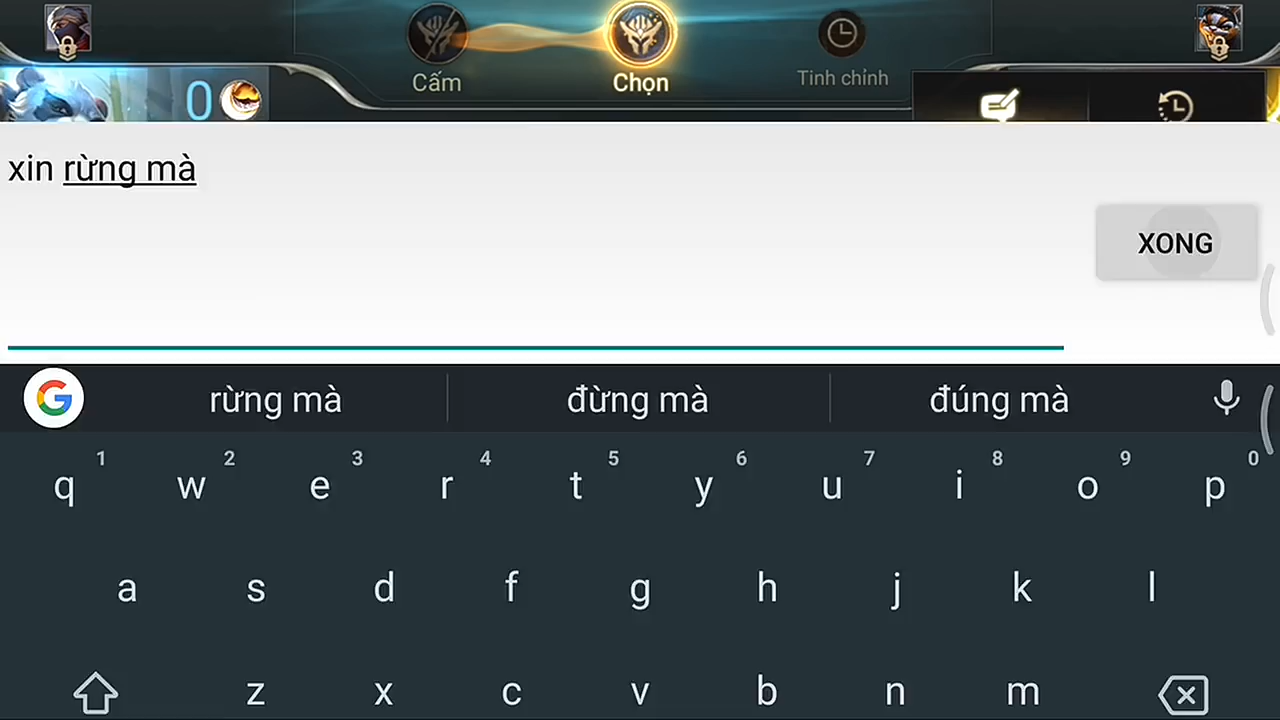 Cấm
Chọn
Tinh chỉnh
0
xin rừng mà
XONG
rừng mà đừng mà đúng mà
1 2 3 4 5 6 7 8 9 0
q w e r t y u i o p
a s d f g h j k l
z x c v b n m